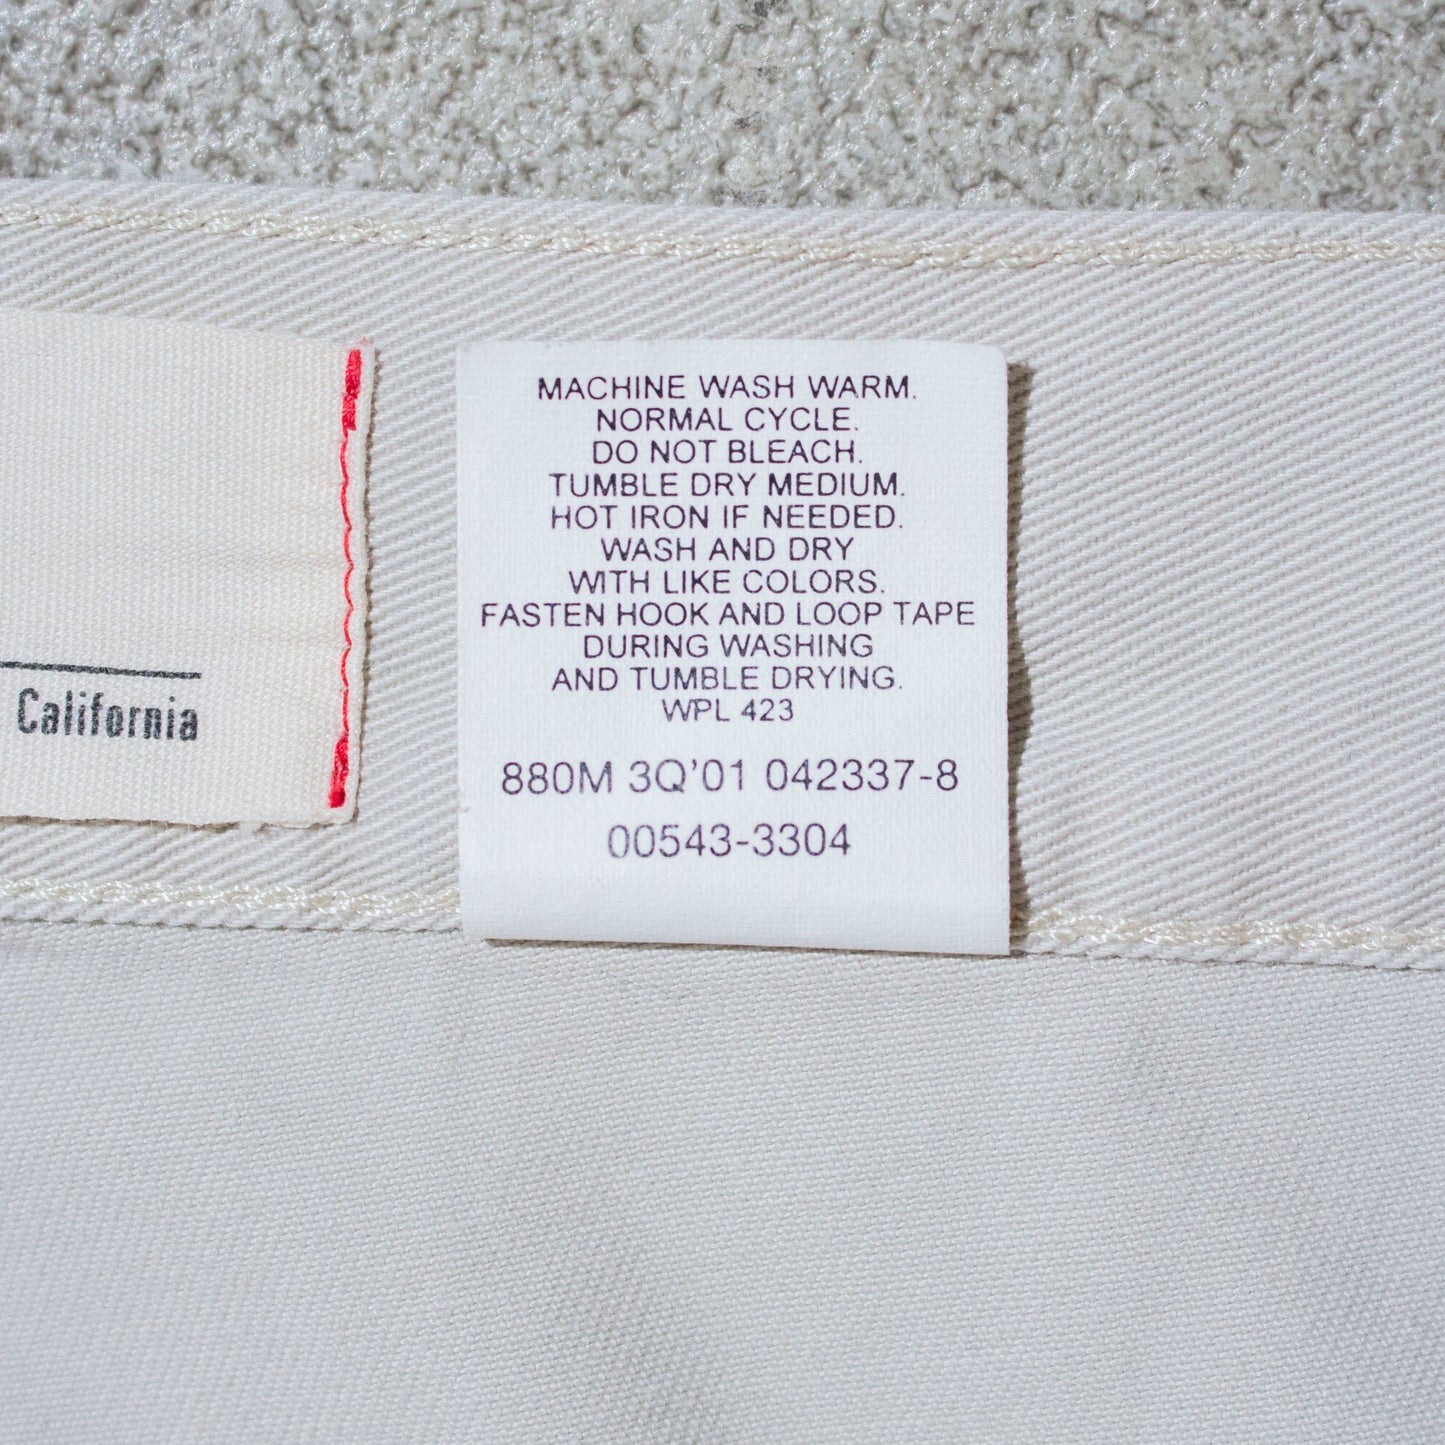 California
MACHINE WASH WARM.
NORMAL CYCLE.
DO NOT BLEACH.
TUMBLE DRY MEDIUM.
HOT IRON IF NEEDED.
WASH AND DRY
WITH LIKE COLORS.
FASTEN HOOK AND LOOP TAPE
DURING WASHING
AND TUMBLE DRYING.
WPL 423
880M 3Q'01 042337-8
00543-3304